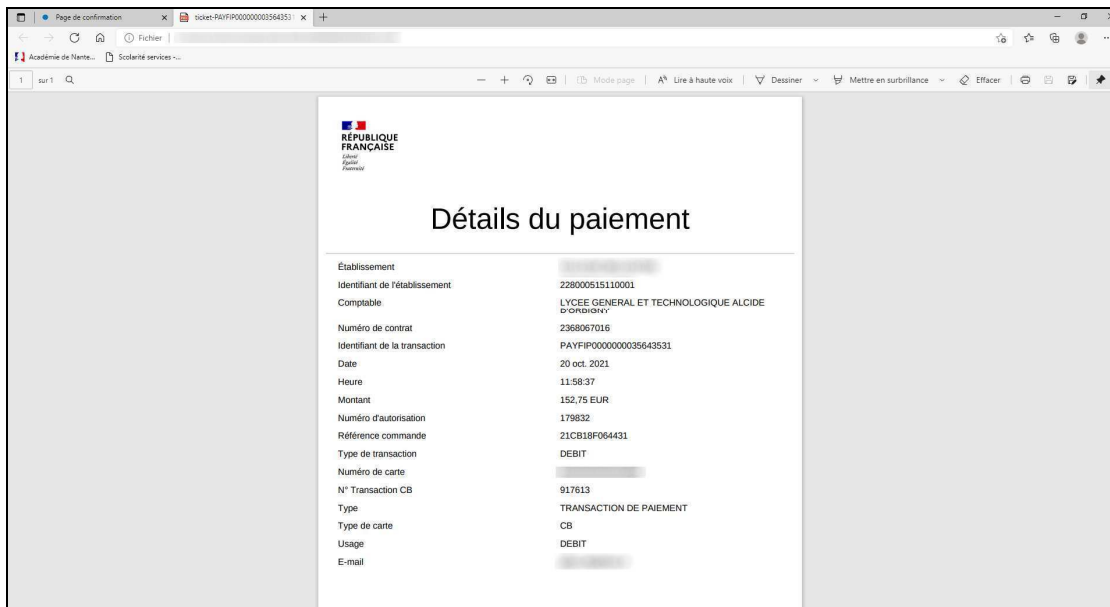 Page de confirmation
ticket-PAYFIP0000000035643531
Fichier
Académie de Nante...
Scolarité services -...
1 sur 1
Mode page
Lire à haute voix
Dessiner
Mettre en surbrillance
Effacer
RÉPUBLIQUE
FRANÇAISE
Liberté
Égalité
Fraternité
Détails du paiement
Établissement
Identifiant de l'établissement 228000515110001
Comptable LYCEE GENERAL ET TECHNOLOGIQUE ALCIDE
D'ORBIGNY
Numéro de contrat 2368067016
Identifiant de la transaction PAYFIP0000000035643531
Date 20 oct. 2021
Heure 11:58:37
Montant 152,75 EUR
Numéro d'autorisation 179832
Référence commande 21CB18F064431
Type de transaction DEBIT
Numéro de carte
N° Transaction CB 917613
Type TRANSACTION DE PAIEMENT
Type de carte CB
Usage DEBIT
E-mail